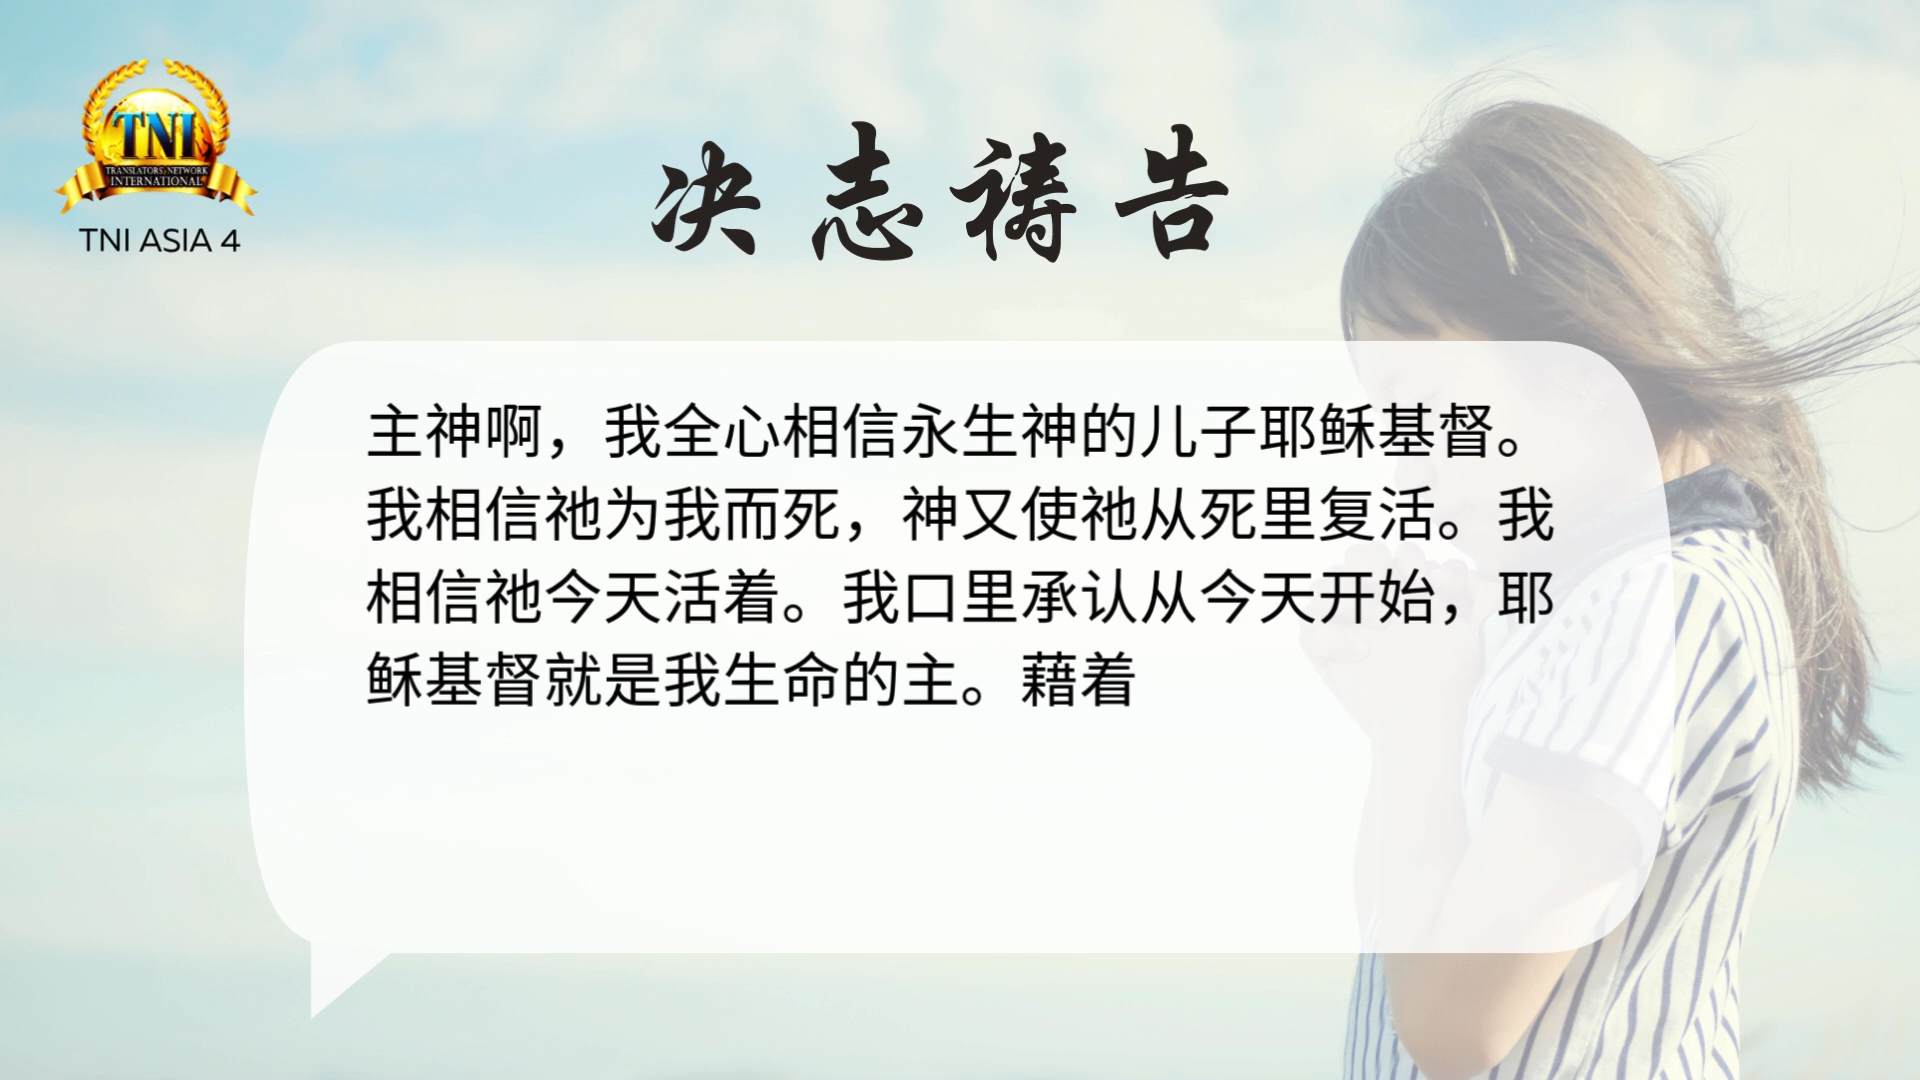 TNI
TRANSLATORS NETWORK
INTERNATIONAL
TNI ASIA 4
决志祷告
主神啊，我全心相信永生神的儿子耶稣基督。
我相信祂为我而死，神又使祂从死里复活。我
相信祂今天活着。我口里承认从今天开始，耶
稣基督就是我生命的主。藉着